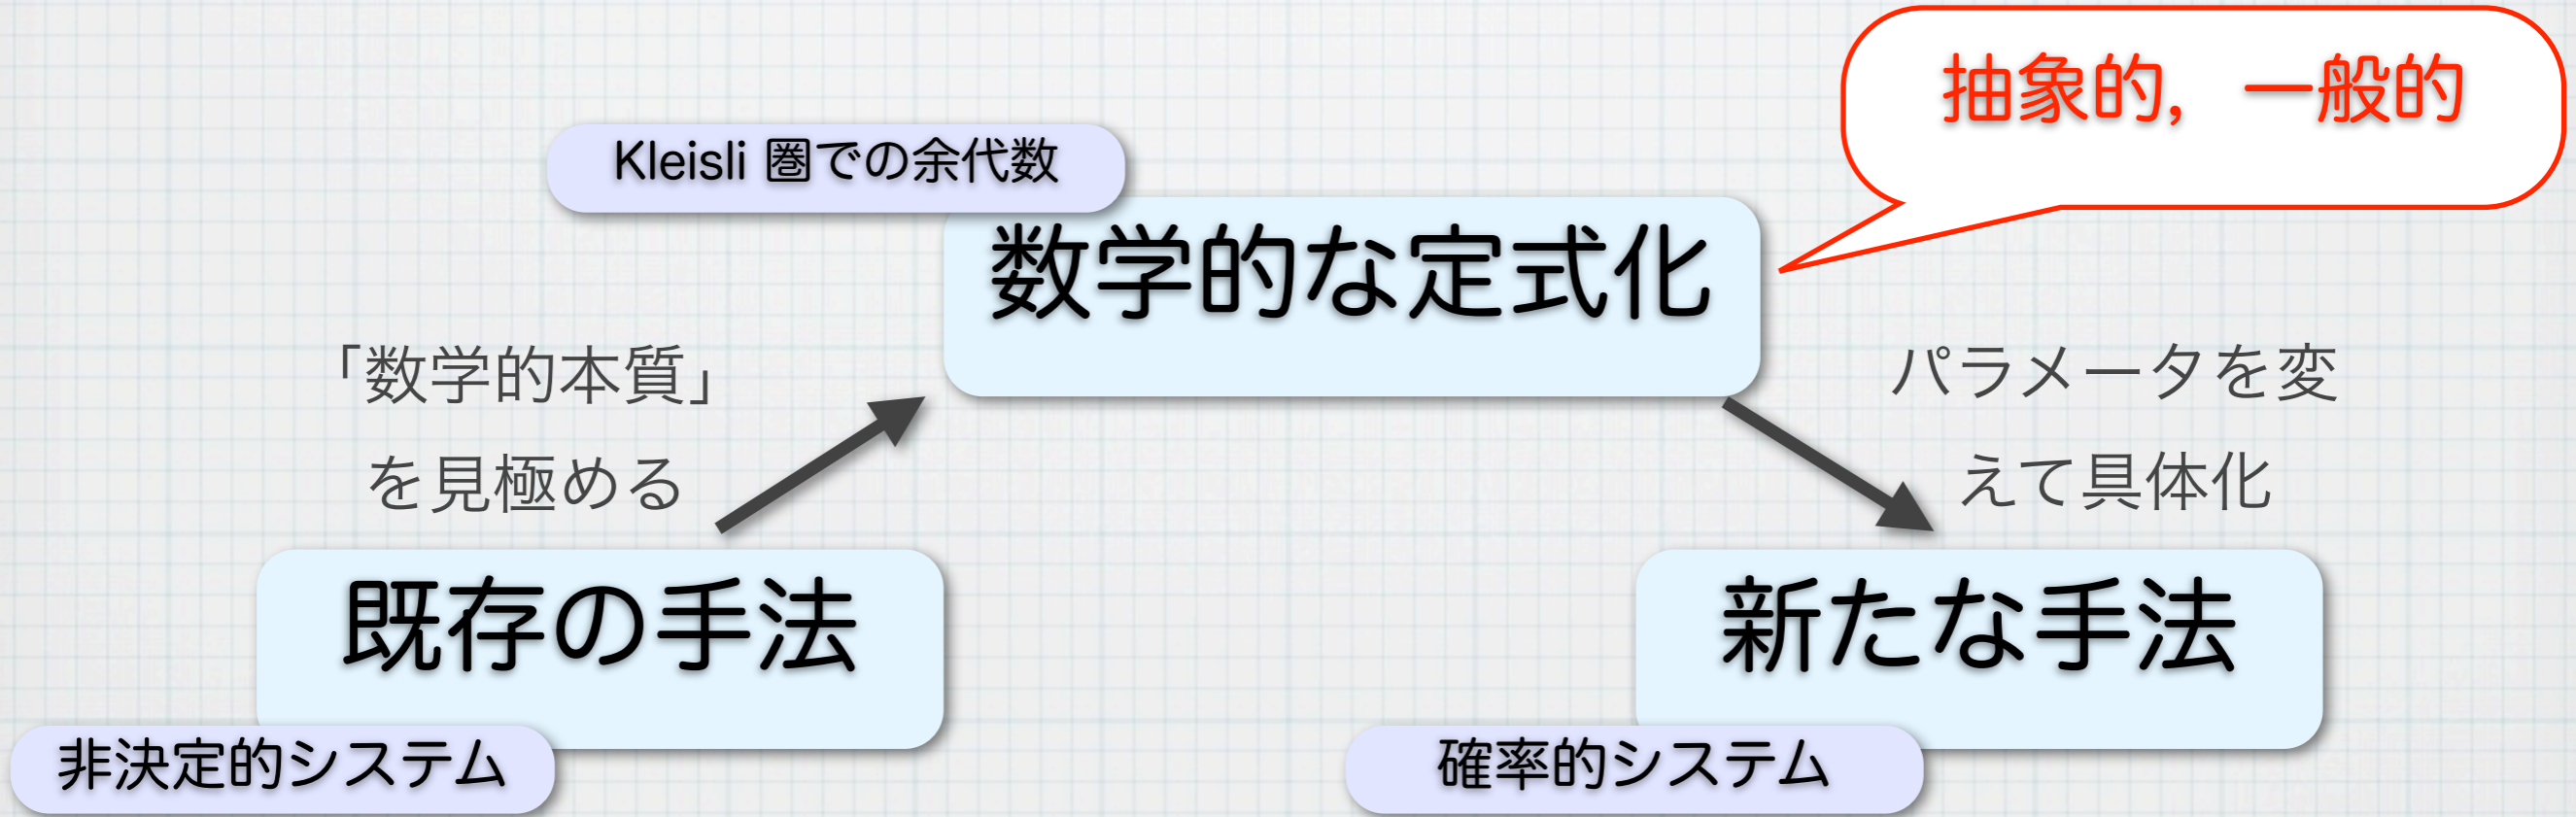 抽象的，一般的
Kleisli 圏での余代数
数学的な定式化
「数学的本質」
を見極める
パラメータを変
えて具体化
既存の手法
新たな手法
非決定的システム
確率的システム